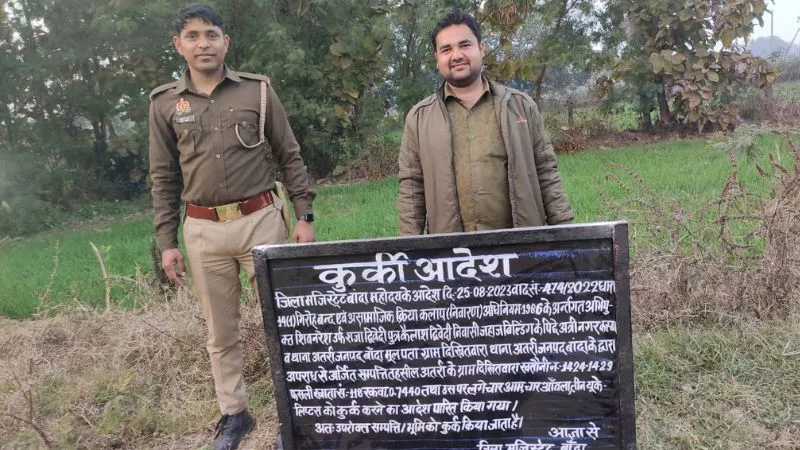 कुर्की आदेश
जिला मजिस्ट्रेट बांदा महोदय के आदेश दि: 25-08-2023 वाद सं.- 474/2022 धारा
14(1) गिरोह बन्द एवं असामाजिक क्रिया कलाप (निवारण) अधिनियम 1986 के अन्तर्गत अभियु-
क्त शिवनरेश उर्फ राजा द्विवेदी पुत्र कैलाश द्विवेदी निवासी जहाज बिल्डिंग के पिछे, अत्री नगर कस्बा
व थाना अतर्रा जनपद बाँदा मूल पता ग्राम दिखितवारा थाना अतर्रा जनपद बाँदा के द्वारा
अपराध से अर्जित सम्पत्ति तहसील अतर्रा के ग्राम दिखितवारा खतौनी न. 1424-1429
फसली खाता सं. 118 रकवा. 0.7440 तथा उस पर लगे चार आम, चार आँवला, तीन यूके-
लिप्टस को कुर्क करने का आदेश पारित किया गया।
अतः उपरोक्त सम्पत्ति/भूमि को कुर्क किया जाता है।
आज्ञा से
जिला मजिस्ट्रेट बाँदा